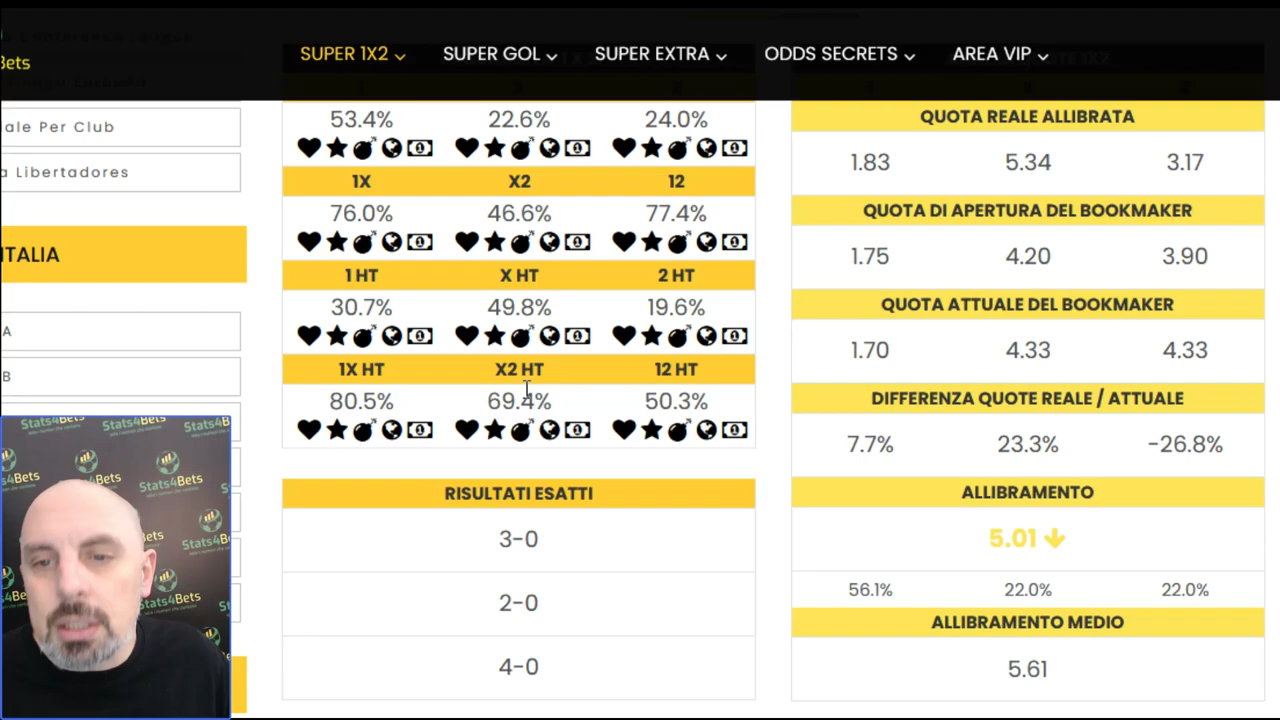 Bets
SUPER 1X2
SUPER GOL
SUPER EXTRA
ODDS SECRETS
AREA VIP
ale Per Club
a Libertadores
ITALIA
A
B
53.4%
22.6%
24.0%
1X
X2
12
76.0%
46.6%
77.4%
1 HT
X HT
2 HT
30.7%
49.8%
19.6%
1X HT
X2 HT
12 HT
80.5%
69.4%
50.3%
RISULTATI ESATTI
3-0
2-0
4-0
QUOTA REALE ALLIBRATA
1.83
5.34
3.17
QUOTA DI APERTURA DEL BOOKMAKER
1.75
4.20
3.90
QUOTA ATTUALE DEL BOOKMAKER
1.70
4.33
4.33
DIFFERENZA QUOTE REALE / ATTUALE
7.7%
23.3%
-26.8%
ALLIBRAMENTO
5.01
56.1%
22.0%
22.0%
ALLIBRAMENTO MEDIO
5.61
Stats4Bets
Stats4Bets
Stats4Bets
Stats4Bets
Stats4Bets